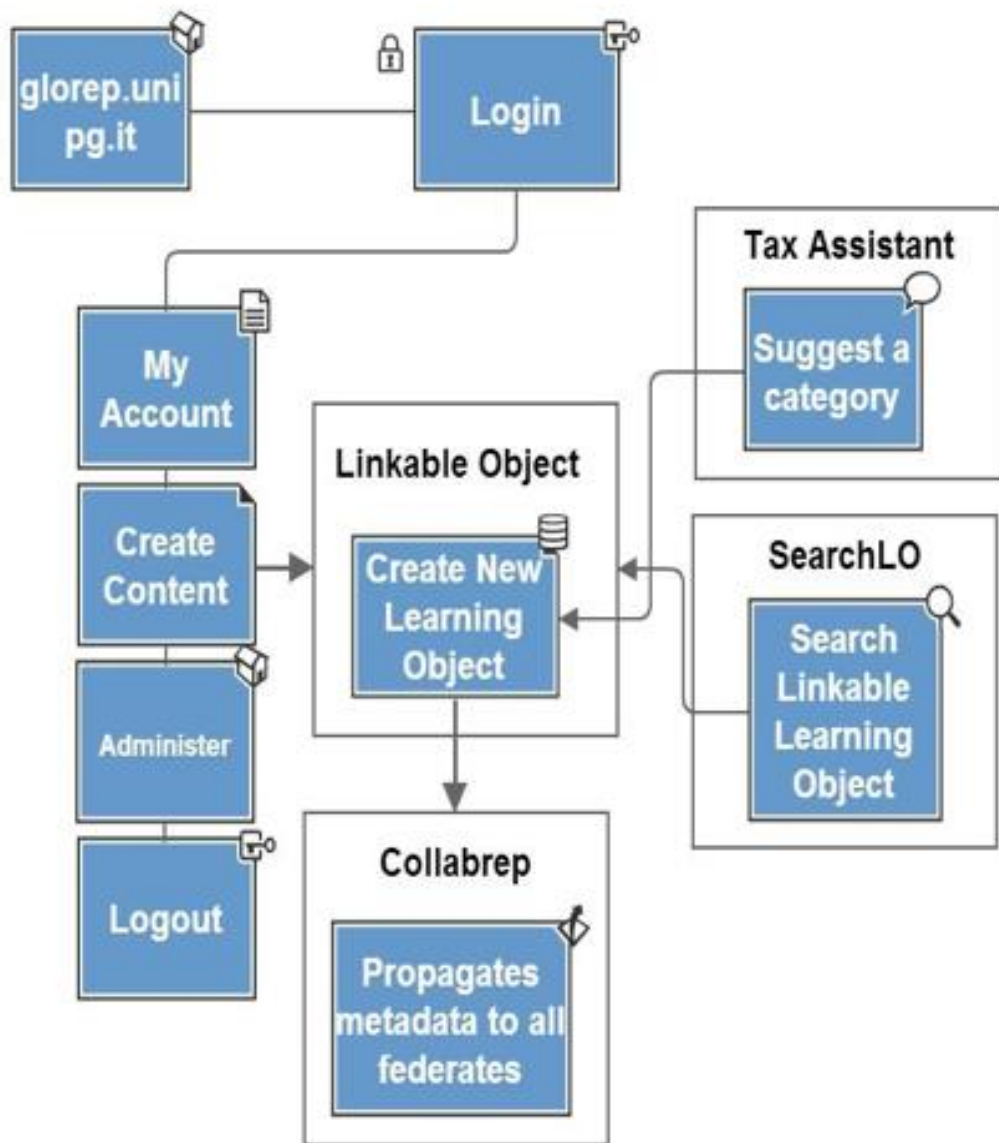 glorep.uni
pg.it
Login
My
Account
Create
Content
Administer
Logout
Linkable Object
Create New
Learning
Object
Tax Assistant
Suggest a
category
SearchLO
Search
Linkable
Learning
Object
Collabrep
Propagates
metadata to all
federates